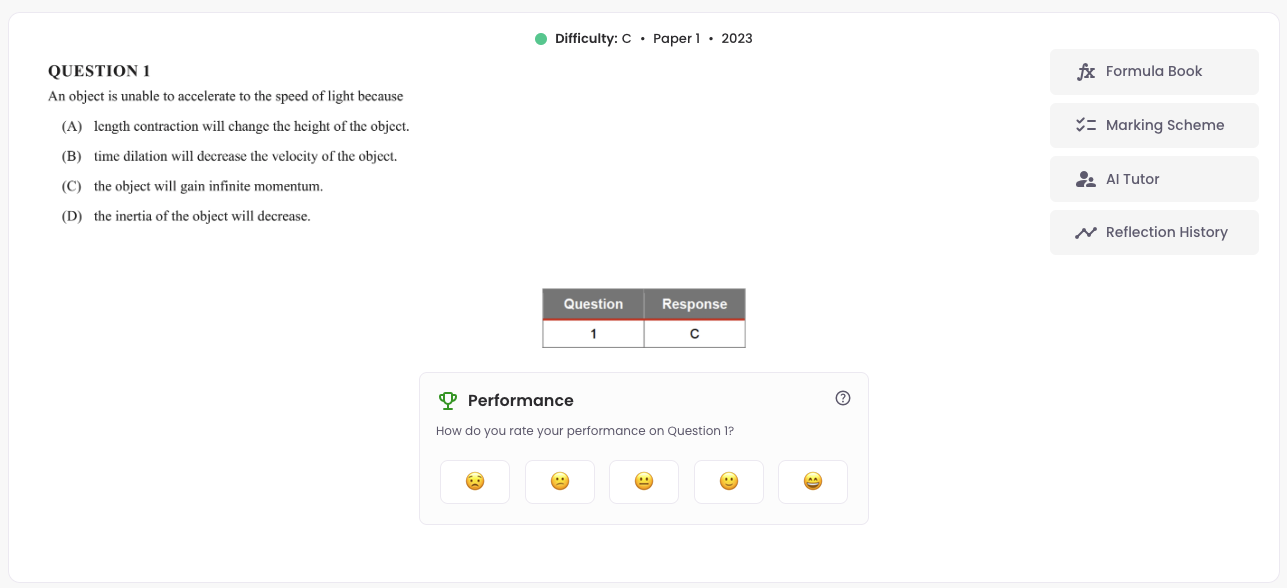 Difficulty: C • Paper 1 • 2023
QUESTION 1
An object is unable to accelerate to the speed of light because
(A) length contraction will change the height of the object.
(B) time dilation will decrease the velocity of the object.
(C) the object will gain infinite momentum.
(D) the inertia of the object will decrease.
Formula Book
Marking Scheme
AI Tutor
Reflection History
Question Response
1 C
Performance
How do you rate your performance on Question 1?